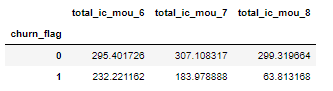 total_ic_mou_6 total_ic_mou_7 total_ic_mou_8
churn_flag
0 295.401726 307.108317 299.319664
1 232.221162 183.978888 63.813168